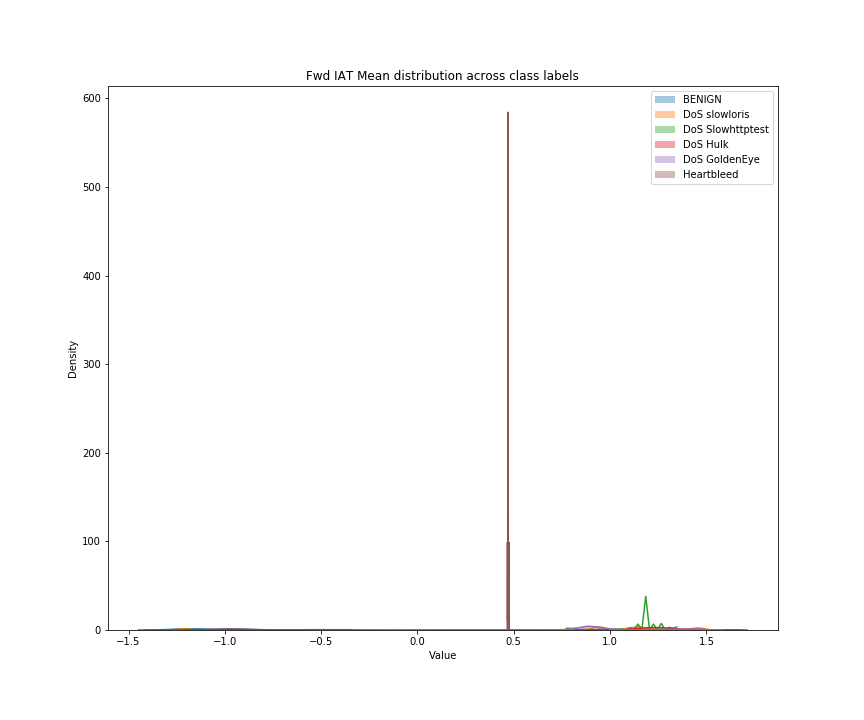 Fwd IAT Mean distribution across class labels
BENIGN
DoS slowloris
DoS Slowhttptest
DoS Hulk
DoS GoldenEye
Heartbleed
600
500
400
300
200
100
0
Density
−1.5 −1.0 −0.5 0.0 0.5 1.0 1.5
Value